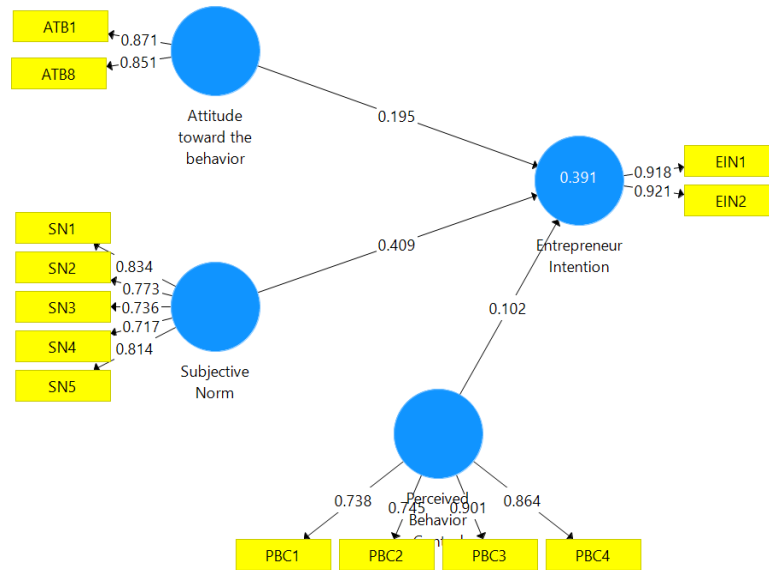 ATB1
0.871
ATB8
0.851
Attitude
toward the
behavior
0.195
0.391
Entrepreneur
Intention
0.918
EIN1
0.921
EIN2
SN1
0.834
SN2
0.773
SN3
0.736
SN4
0.717
SN5
0.814
Subjective
Norm
0.409
0.102
Perceived
Behavior
0.738
0.745
0.901
0.864
PBC1
PBC2
PBC3
PBC4